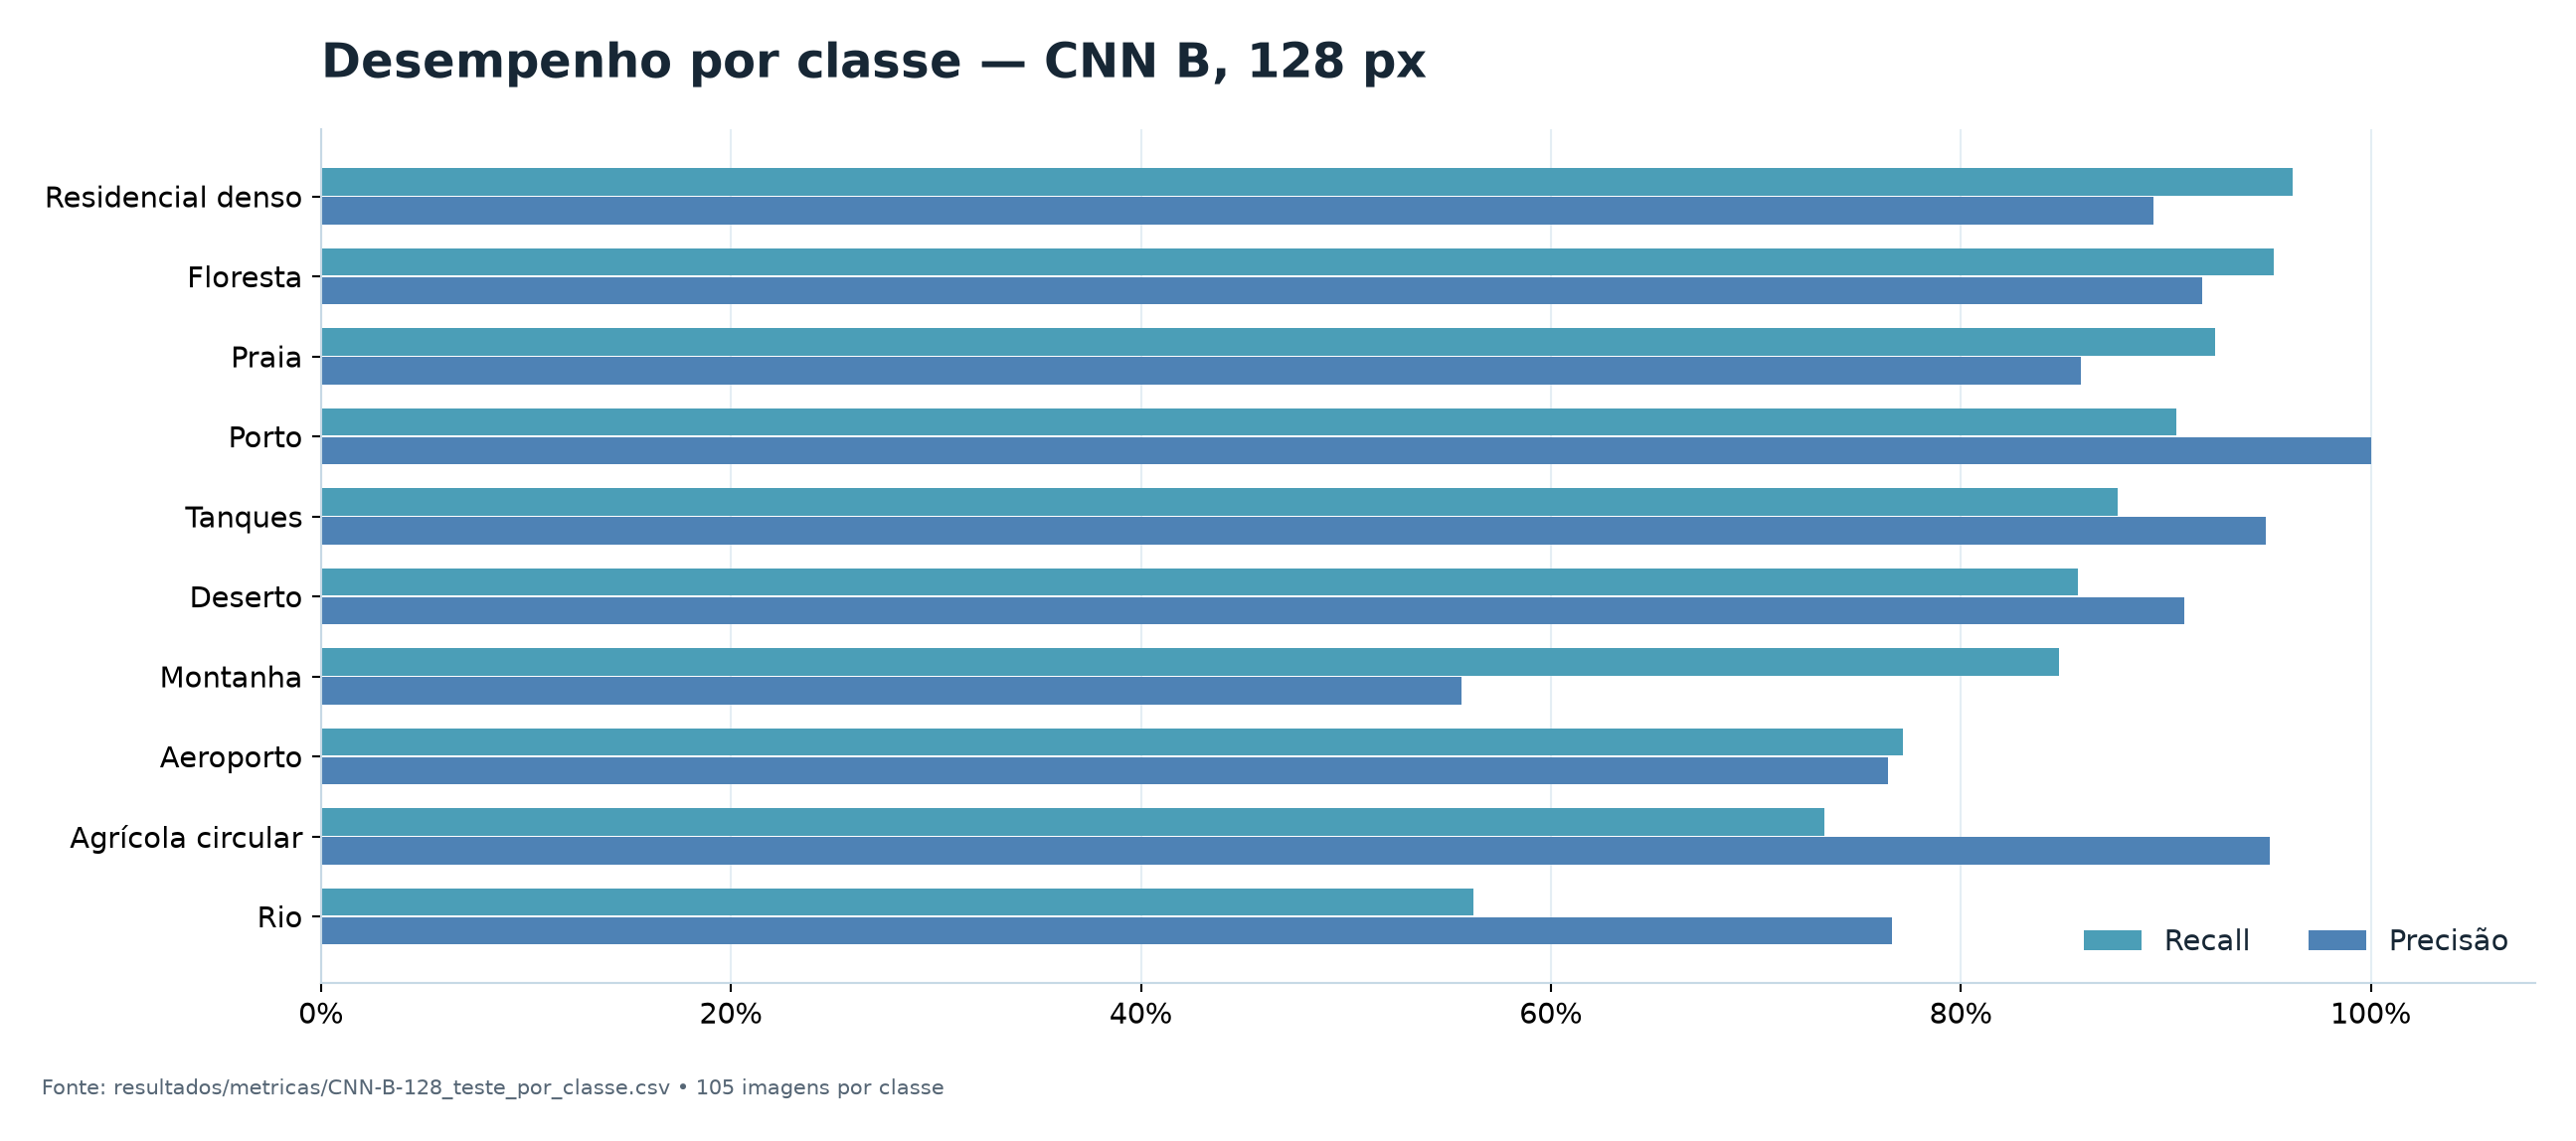 Desempenho por classe — CNN B, 128 px
Residencial denso
Floresta
Praia
Porto
Tanques
Deserto
Montanha
Aeroporto
Agrícola circular
Rio
Recall Precisão
0% 20% 40% 60% 80% 100%
Fonte: resultados/metricas/CNN-B-128_teste_por_classe.csv • 105 imagens por classe